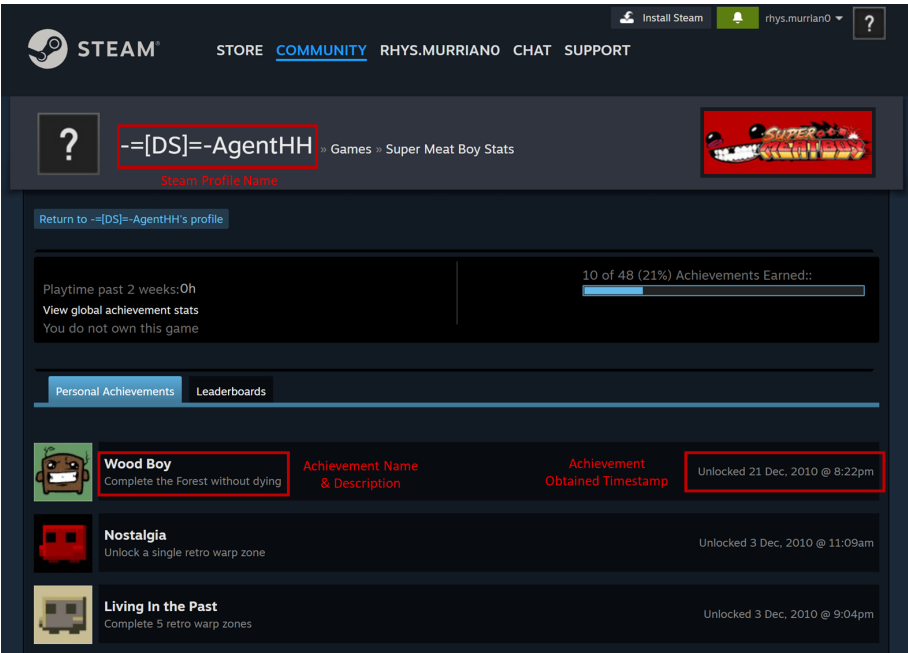 Install Steam
rhys.murrian0
?
STEAM®
STORE COMMUNITY RHYS.MURRIAN0 CHAT SUPPORT
?
-=[DS]=-AgentHH » Games » Super Meat Boy Stats
SUPER
MEAT BOY
Steam Profile Name
Return to -=[DS]=-AgentHH's profile
10 of 48 (21%) Achievements Earned::
Playtime past 2 weeks:0h
View global achievement stats
You do not own this game
Personal Achievements Leaderboards
Wood Boy
Complete the Forest without dying
Achievement Name
& Description
Achievement
Obtained Timestamp
Unlocked 21 Dec, 2010 @ 8:22pm
Nostalgia
Unlock a single retro warp zone
Unlocked 3 Dec, 2010 @ 11:09am
Living In the Past
Complete 5 retro warp zones
Unlocked 3 Dec, 2010 @ 9:04pm